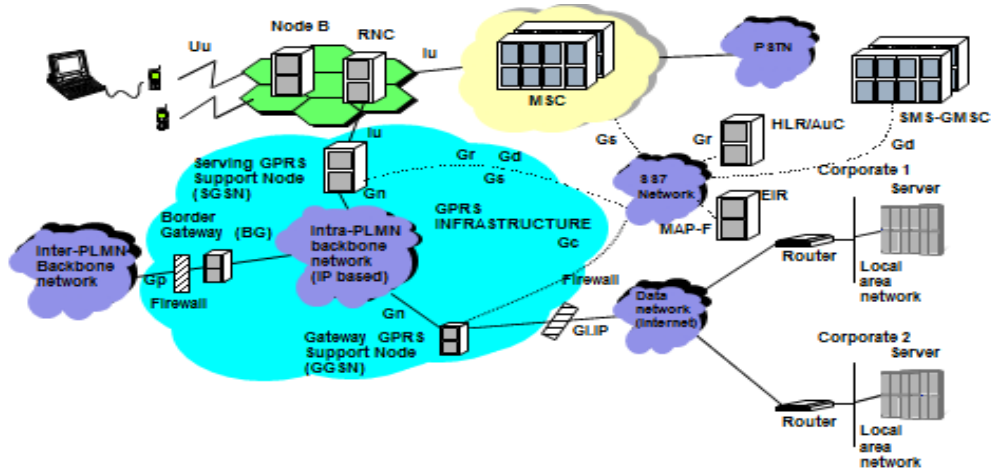 Node B
RNC
Uu
Iu
MSC
PSTN
SMS-GMSC
Iu
Gs
Gr
HLR/AuC
Gd
Serving GPRS
Support Node
(SGSN)
Gr
Gd
Gs
Gn
SS7
Network
Corporate 1
EIR
Server
MAP-F
GPRS
INFRASTRUCTURE
Border
Gateway (BG)
Intra-PLMN
backbone
network
(IP based)
Inter-PLMN
Backbone
network
Gc
Router
Local
area
network
Gp
Firewall
Firewall
Gn
Data
network
(Internet)
Gi.IP
Gateway GPRS
Support Node
(GGSN)
Corporate 2
Server
Router
Local
area
network